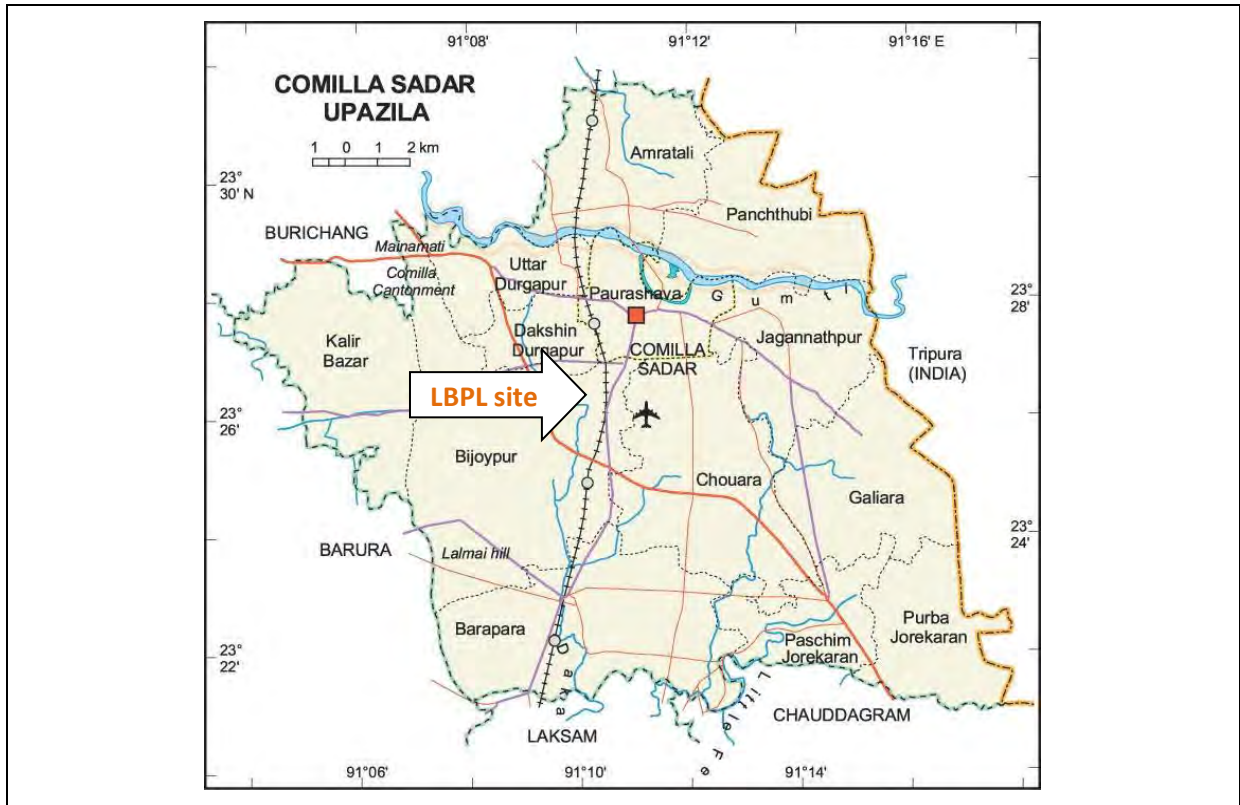 91°08'
91°12'
91°16' E
COMILLA SADAR
UPAZILA
1 0 1 2 km
23°
30' N
Amratali
Panchthubi
BURICHANG
Mainamati
Comilla
Cantonment
Uttar
Durgapur
Paurashava
Gumti
23°
28'
Kalir
Bazar
Dakshin
Durgapur
COMILLA
SADAR
Jagannathpur
Tripura
(INDIA)
LBPL site
23°
26'
Bijoypur
Chouara
Galiara
23°
24'
BARURA
Lalmai hill
Barapara
Purba
Jorekaran
Paschim
Jorekaran
23°
22'
Dakatia
Little Fe
LAKSAM
CHAUDDAGRAM
91°06'
91°10'
91°14'